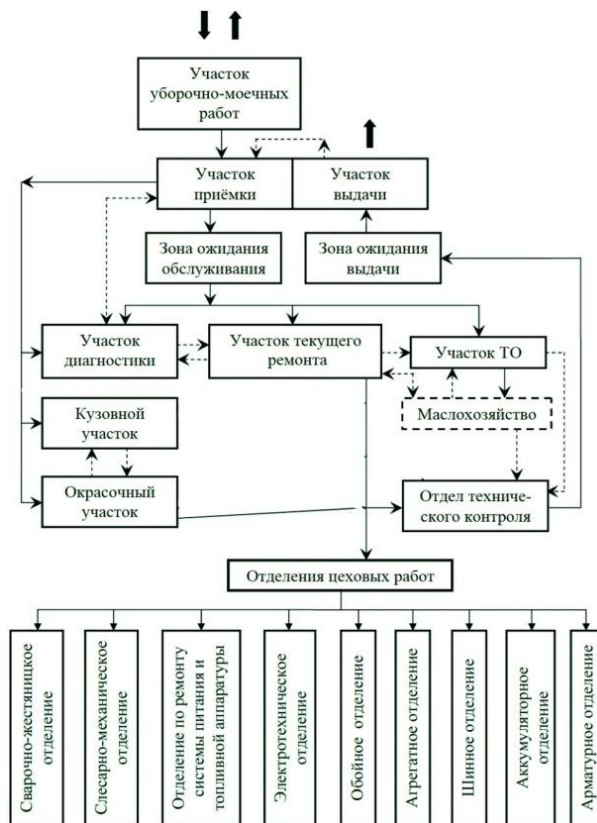 Участок
уборочно-моечных
работ
Участок
приёмки
Участок
выдачи
Зона ожидания
обслуживания
Зона ожидания
выдачи
Участок
диагностики
Участок текущего
ремонта
Участок ТО
Кузовной
участок
Маслохозяйство
Окрасочный
участок
Отдел техниче-
ского контроля
Отделения цеховых работ
Сварочно-жестяницкое
отделение
Слесарно-механическое
отделение
Отделение по ремонту
системы питания и
топливной аппаратуры
Электротехническое
отделение
Обойное отделение
Агрегатное отделение
Шинное отделение
Аккумуляторное
отделение
Арматурное отделение